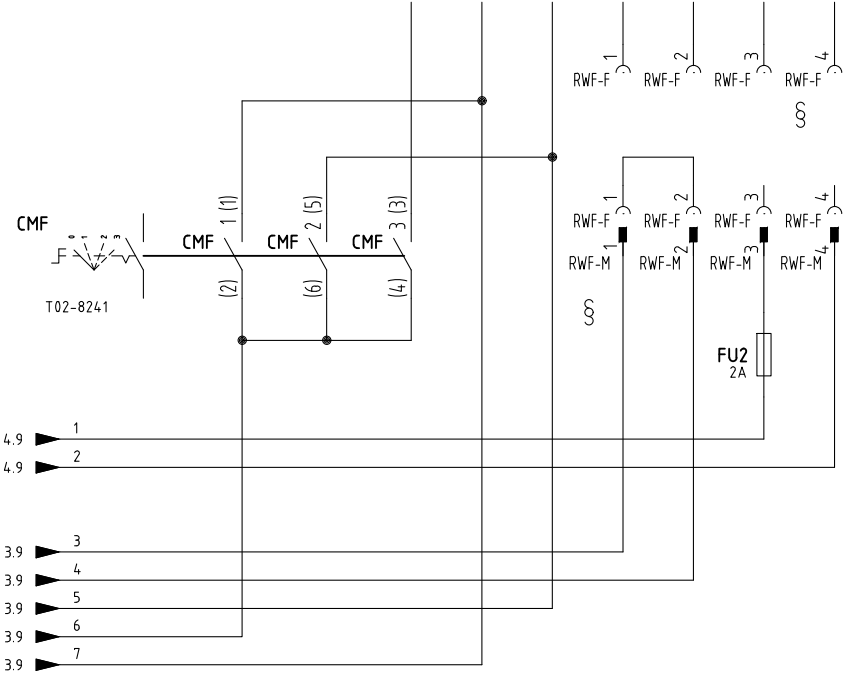 1 2 3 4
RWF-F RWF-F RWF-F RWF-F
§
1 (1) 2 (5) 3 (3)
1 2 3 4
CMF
0 1 2 3
RWF-F RWF-F RWF-F RWF-F
CMF CMF CMF
1 2 3 4
RWF-M RWF-M RWF-M RWF-M
(2) (6) (4)
T02-8241
§
FU2
2A
4.9 1
4.9 2
3.9 3
3.9 4
3.9 5
3.9 6
3.9 7